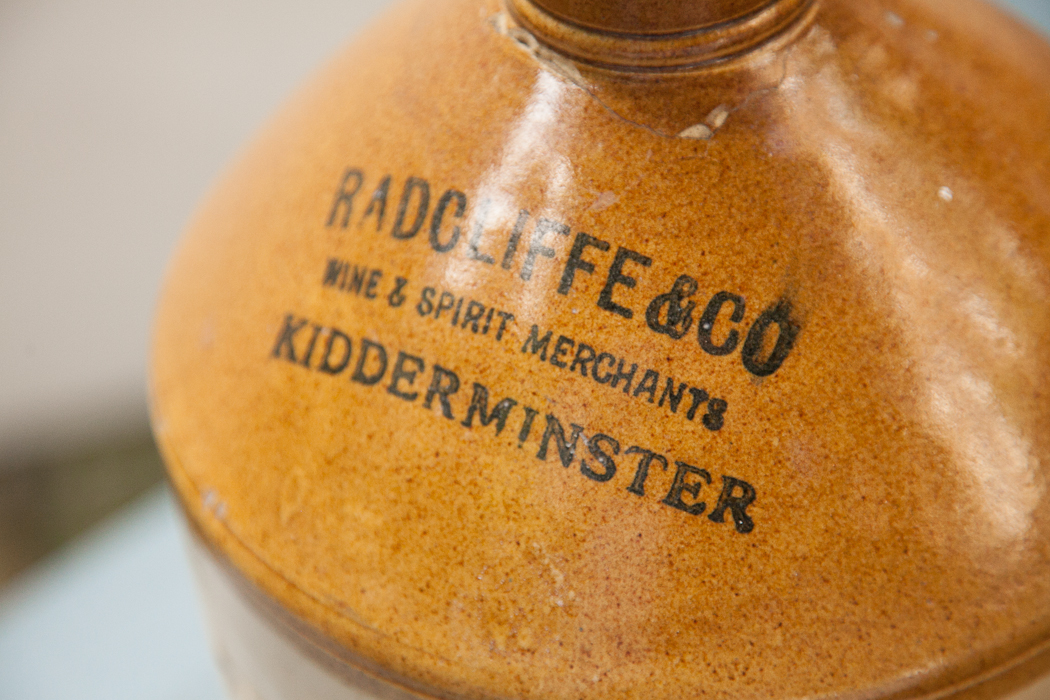 RADCLIFFE & CO
WINE & SPIRIT MERCHANTS
KIDDERMINSTER